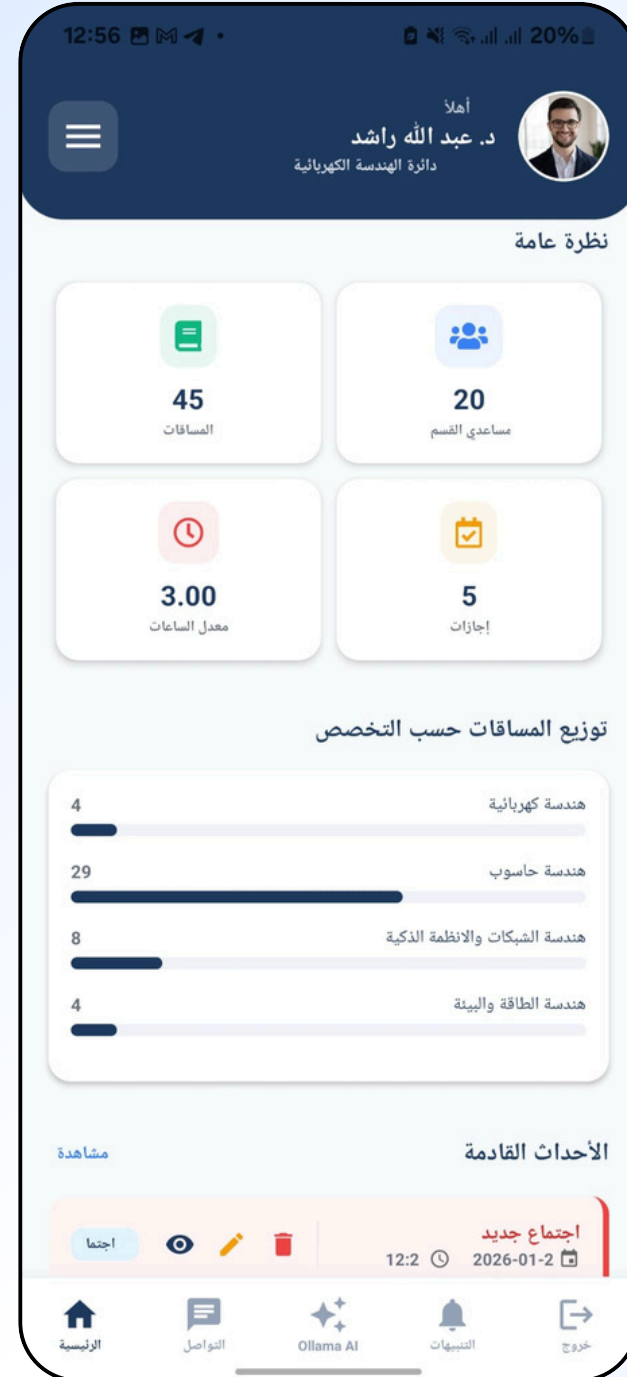 12:56
20%
أهلاً
د. عبد الله راشد
دائرة الهندسة الكهربائية
نظرة عامة
20
مساعدي القسم
45
المساقات
5
إجازات
3.00
معدل الساعات
توزيع المساقات حسب التخصص
هندسة كهربائية 4
هندسة حاسوب 29
هندسة الشبكات والانظمة الذكية 8
هندسة الطاقة والبيئة 4
الأحداث القادمة مشاهدة
اجتماع جديد
2026-01-2 12:2
اجتما
خروج
التنبيهات
Ollama AI
التواصل
الرئيسية